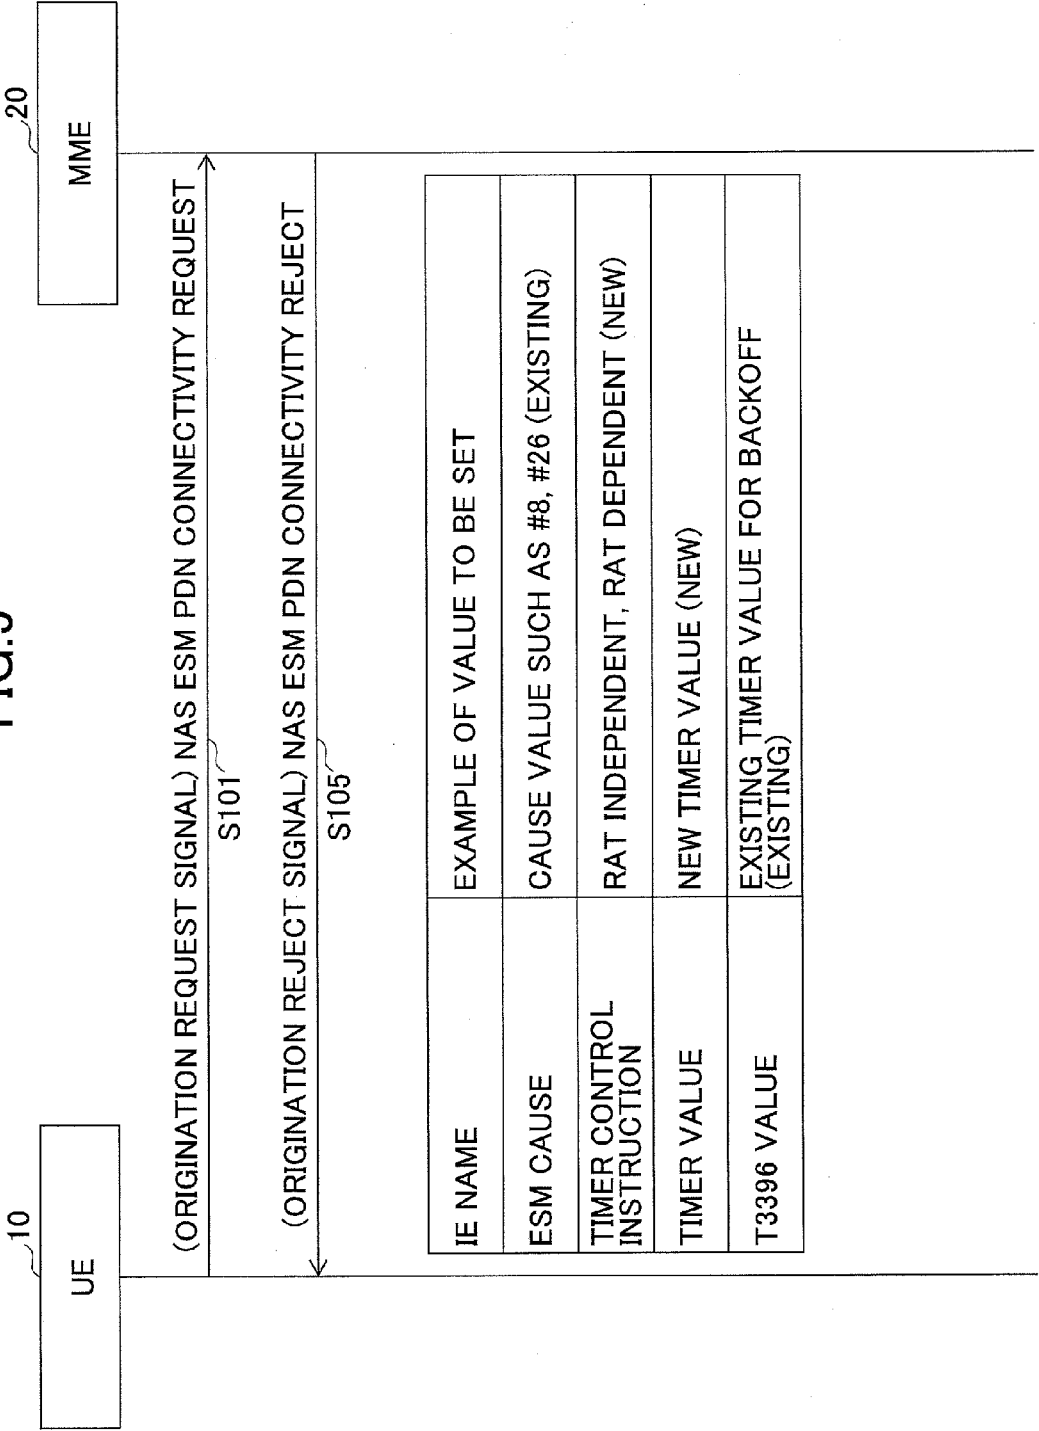 FIG.
10
20
UE
MME
(ORIGINATION REQUEST SIGNAL) NAS ESM PDN CONNECTIVITY REQUEST
S101
(ORIGINATION REJECT SIGNAL) NAS ESM PDN CONNECTIVITY REJECT
S105
IE NAME
EXAMPLE OF VALUE TO BE SET
ESM CAUSE
CAUSE VALUE SUCH AS #8, #26 (EXISTING)
TIMER CONTROL
INSTRUCTION
RAT INDEPENDENT, RAT DEPENDENT (NEW)
TIMER VALUE
NEW TIMER VALUE (NEW)
T3396 VALUE
EXISTING TIMER VALUE FOR BACKOFF
(EXISTING)